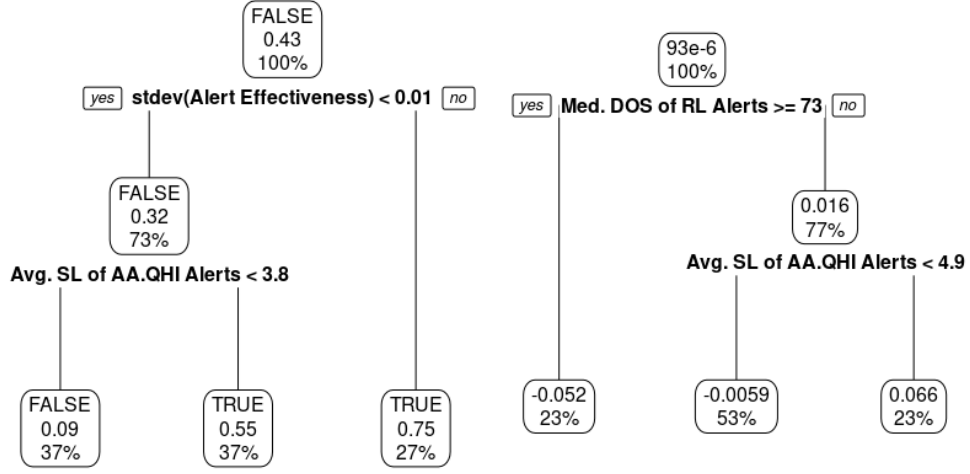 FALSE
0.43
100%
yes stdev(Alert Effectiveness) < 0.01 no
FALSE
0.32
73%
Avg. SL of AA.QHI Alerts < 3.8
FALSE
0.09
37%
TRUE
0.55
37%
TRUE
0.75
27%
93e-6
100%
yes Med. DOS of RL Alerts >= 73 no
0.016
77%
Avg. SL of AA.QHI Alerts < 4.9
-0.052
23%
-0.0059
53%
0.066
23%